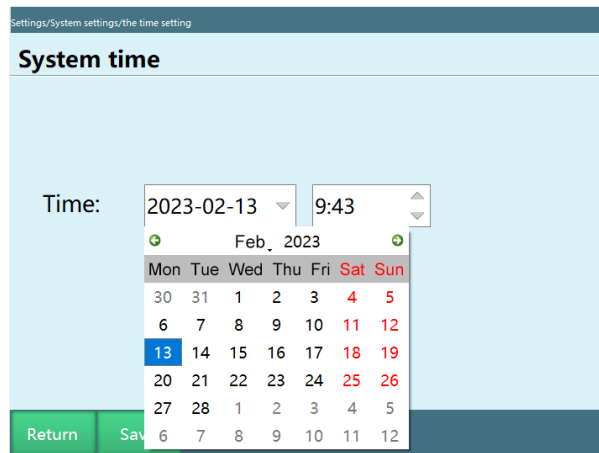 Settings/System settings/the time setting
System time
Time: 2023-02-13 9:43
Feb, 2023
Mon Tue Wed Thu Fri Sat Sun
30 31 1 2 3 4 5
6 7 8 9 10 11 12
13 14 15 16 17 18 19
20 21 22 23 24 25 26
27 28 1 2 3 4 5
6 7 8 9 10 11 12
Return